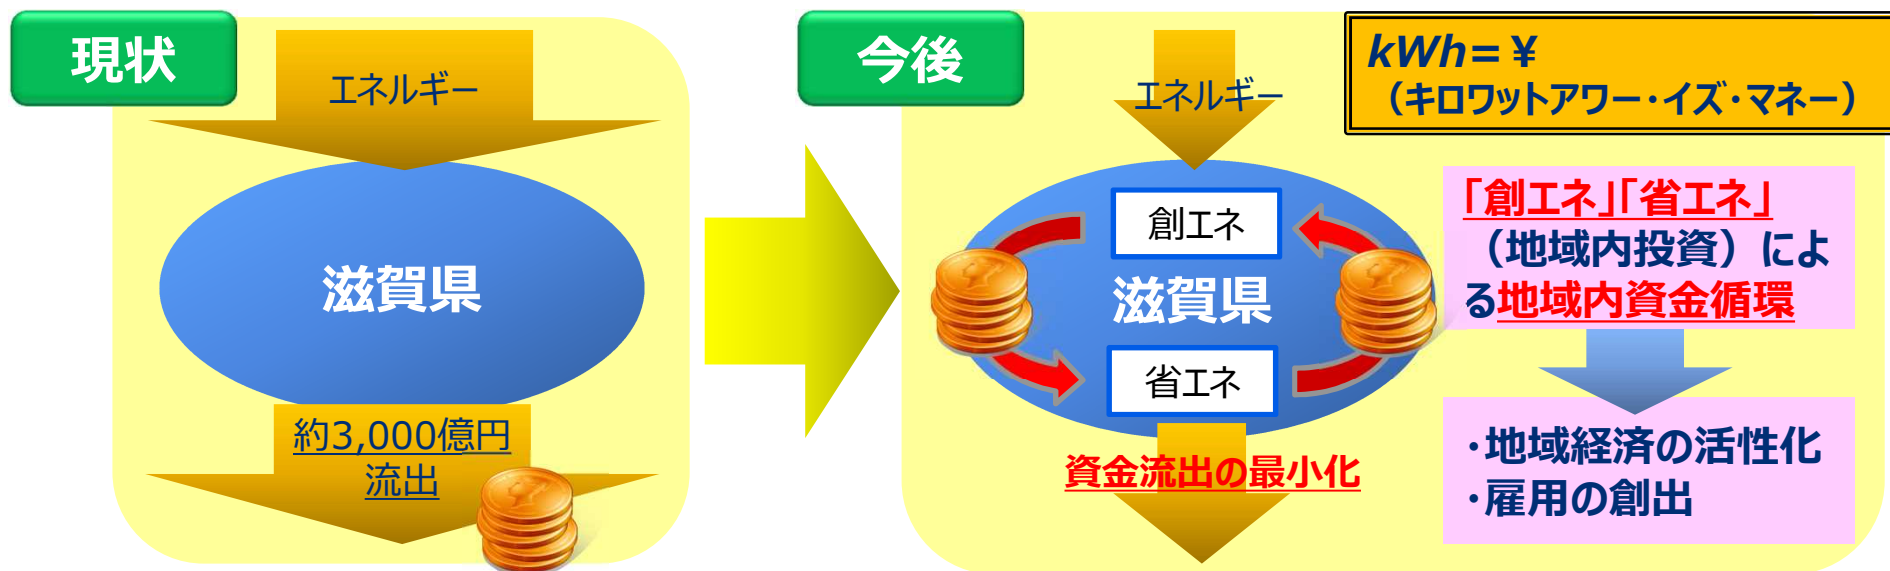 現状
エネルギー
滋賀県
約3,000億円
流出
今後
エネルギー
創エネ
滋賀県
省エネ
資金流出の最小化
kWh=¥
（キロワットアワー・イズ・マネー）
「創エネ」「省エネ」
（地域内投資）によ
る地域内資金循環
・地域経済の活性化
・雇用の創出